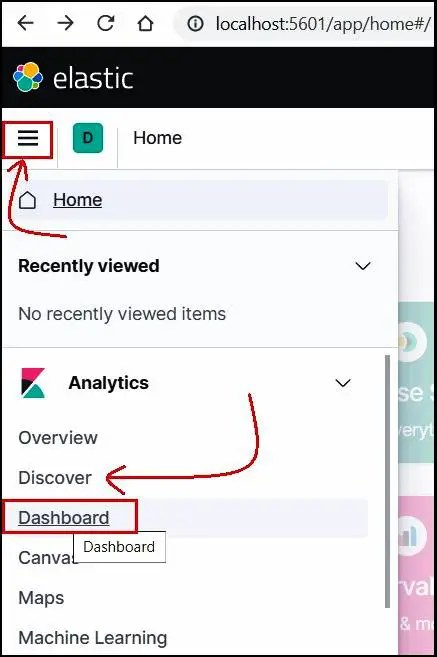 localhost:5601/app/home#/
elastic
D Home
Home
Recently viewed
No recently viewed items
Analytics
Overview
Discover
Dashboard
Dashboard
Canvas
Maps
Machine Learning